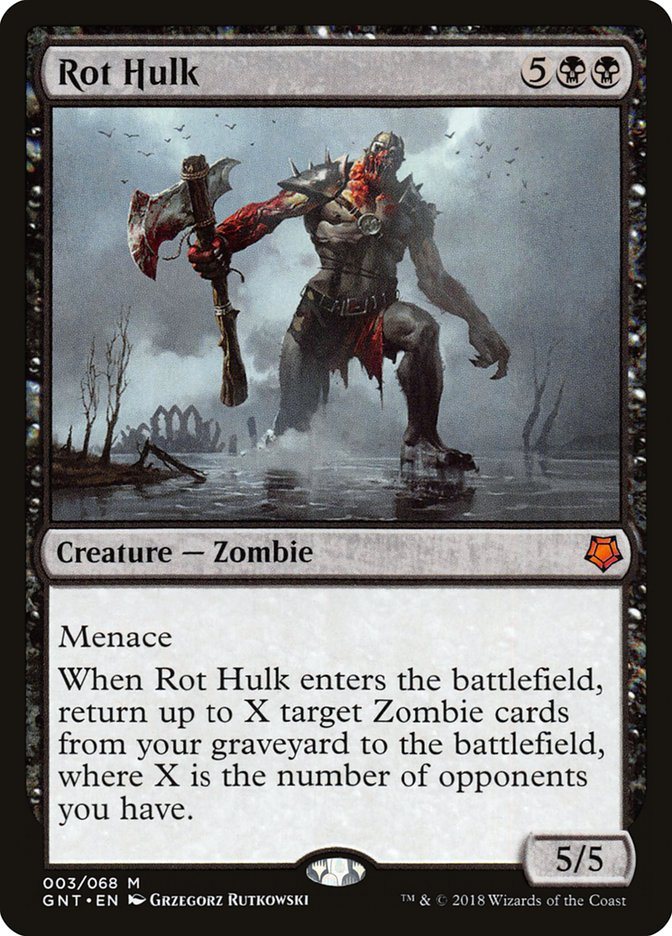 Rot Hulk 5
Creature — Zombie
Menace
When Rot Hulk enters the battlefield,
return up to X target Zombie cards
from your graveyard to the battlefield,
where X is the number of opponents
you have.
5/5
003/068 M
GNT • EN Grzegorz Rutkowski
™ & © 2018 Wizards of the Coast